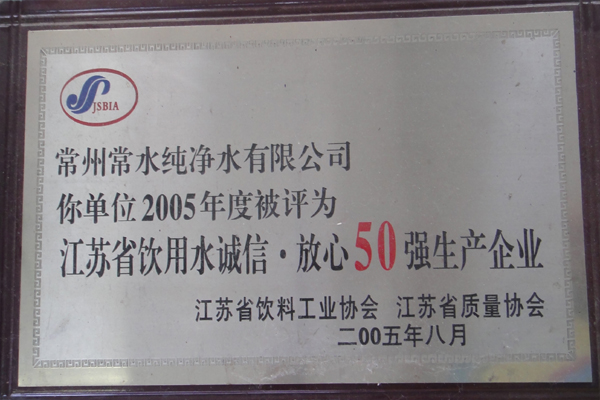 JSBIA
常州常水纯净水有限公司
你单位2005年度被评为
江苏省饮用水诚信·放心50强生产企业
江苏省饮料工业协会 江苏省质量协会
二00五年八月